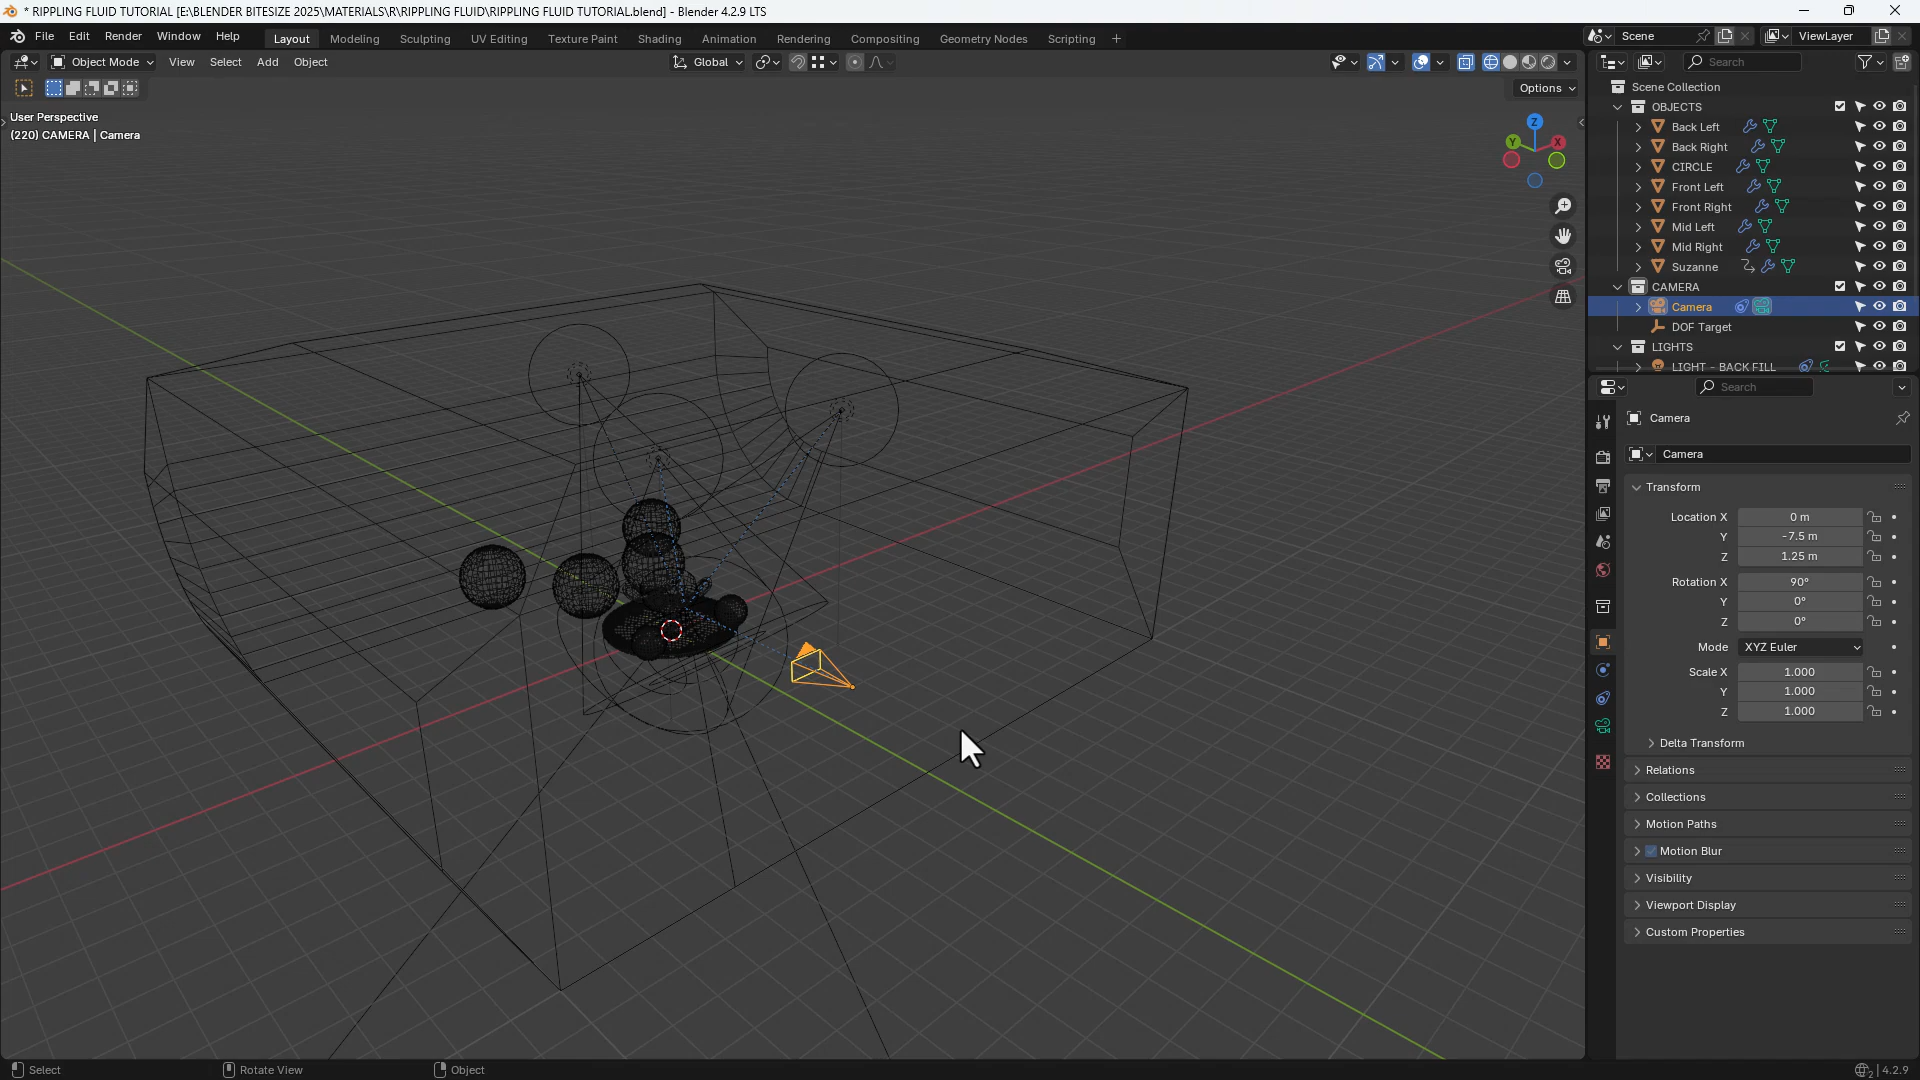 * RIPPLING FLUID TUTORIAL [E:\BLENDER BITESIZE 2025\MATERIALS\R\RIPPLING FLUID\RIPPLING FLUID TUTORIAL.blend] - Blender 4.2.9 LTS
File Edit Render Window Help Layout Modeling Sculpting UV Editing Texture Paint Shading Animation Rendering Compositing Geometry Nodes Scripting + Scene ViewLayer
Object Mode View Select Add Object Global Search
Options
User Perspective
(220) CAMERA | Camera
Z
Y X
Scene Collection
OBJECTS
Back Left
Back Right
CIRCLE
Front Left
Front Right
Mid Left
Mid Right
Suzanne
CAMERA
Camera
DOF Target
LIGHTS
LIGHT - BACK FILL
Search
Camera
Camera
Transform
Location X 0 m
Y -7.5 m
Z 1.25 m
Rotation X 90°
Y 0°
Z 0°
Mode XYZ Euler
Scale X 1.000
Y 1.000
Z 1.000
Delta Transform
Relations
Collections
Motion Paths
Motion Blur
Visibility
Viewport Display
Custom Properties
Select Rotate View Object 2 4.2.9